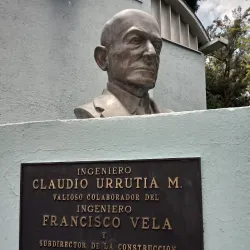 INGENIERO
CLAUDIO URRUTIA M.
VALIOSO COLABORADOR DEL
INGENIERO
FRANCISCO VELA
Y
SUBDIRECTOR DE LA CONSTRUCCION